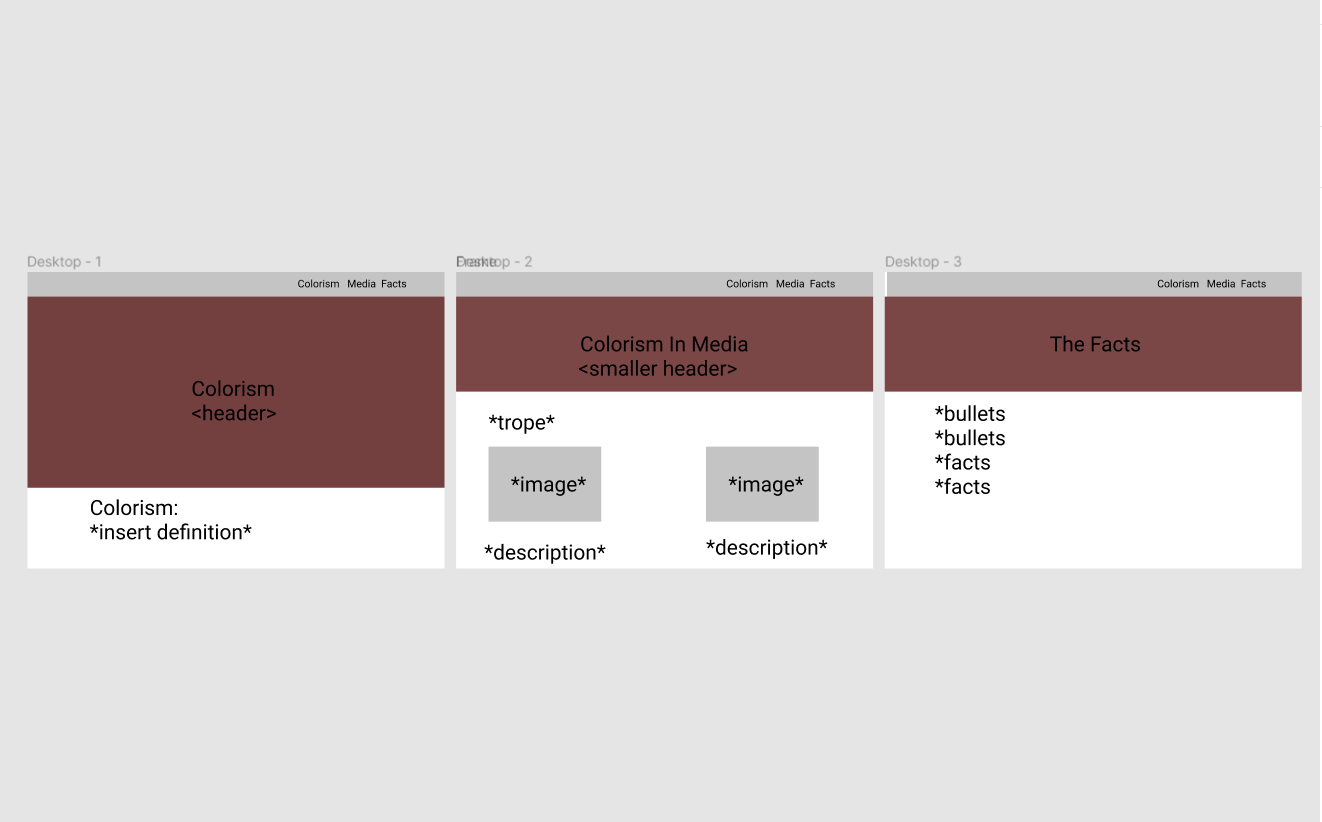 Desktop - 1
Colorism Media Facts
Colorism
<header>
Colorism:
*insert definition*
Desktop - 2
Colorism Media Facts
Colorism In Media
<smaller header>
*trope*
*image* *image*
*description* *description*
Desktop - 3
Colorism Media Facts
The Facts
*bullets
*bullets
*facts
*facts